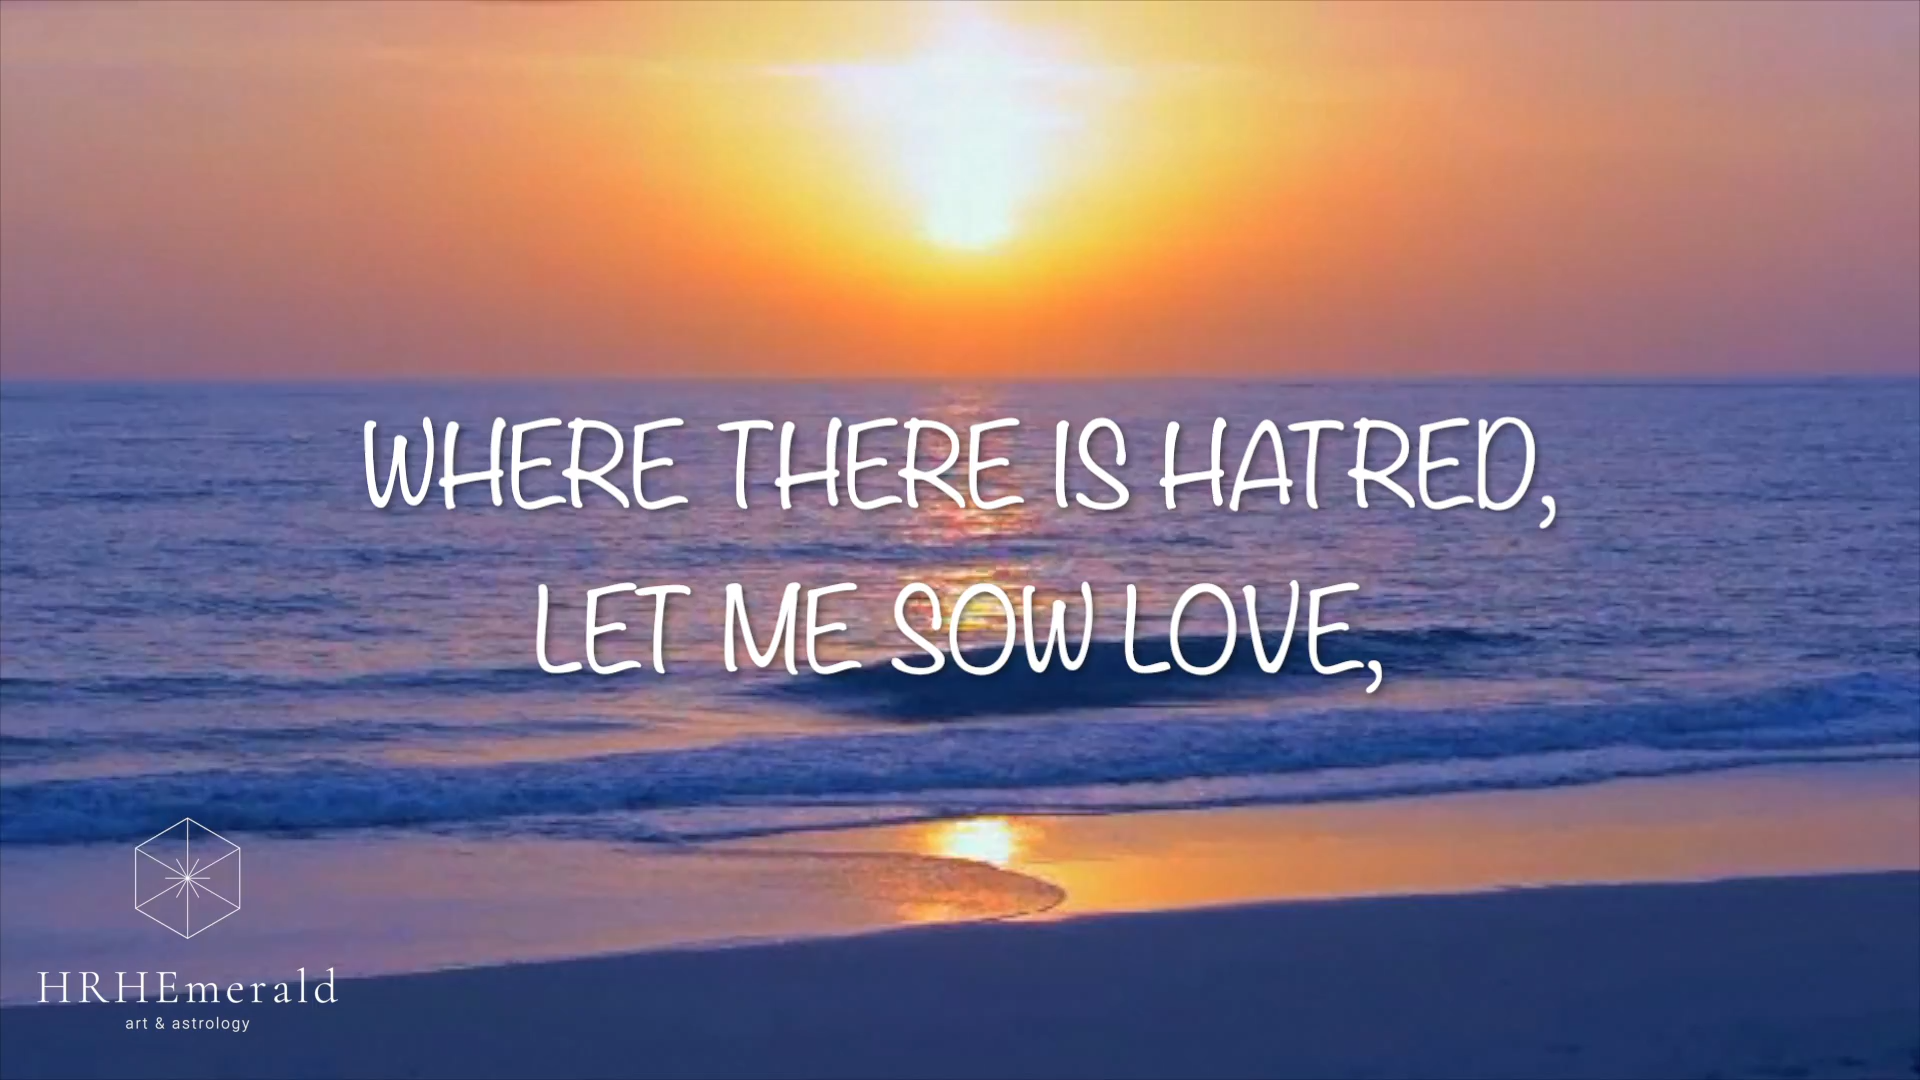 WHERE THERE IS HATRED,
LET ME SOW LOVE,
HRHEmerald
art & astrology